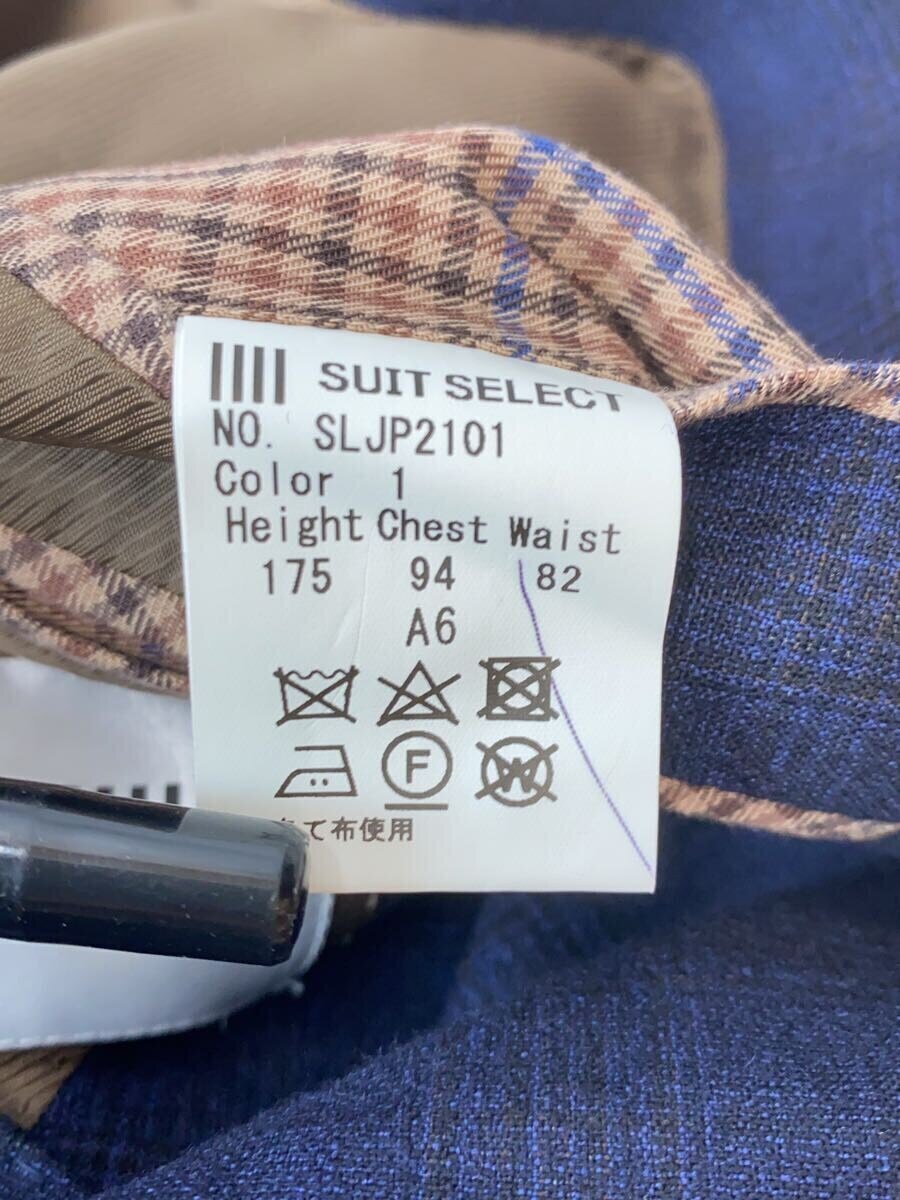 SUIT SELECT
NO. SLJP2101
Color 1
Height Chest Waist
175 94 82
A6
F W
て布使用